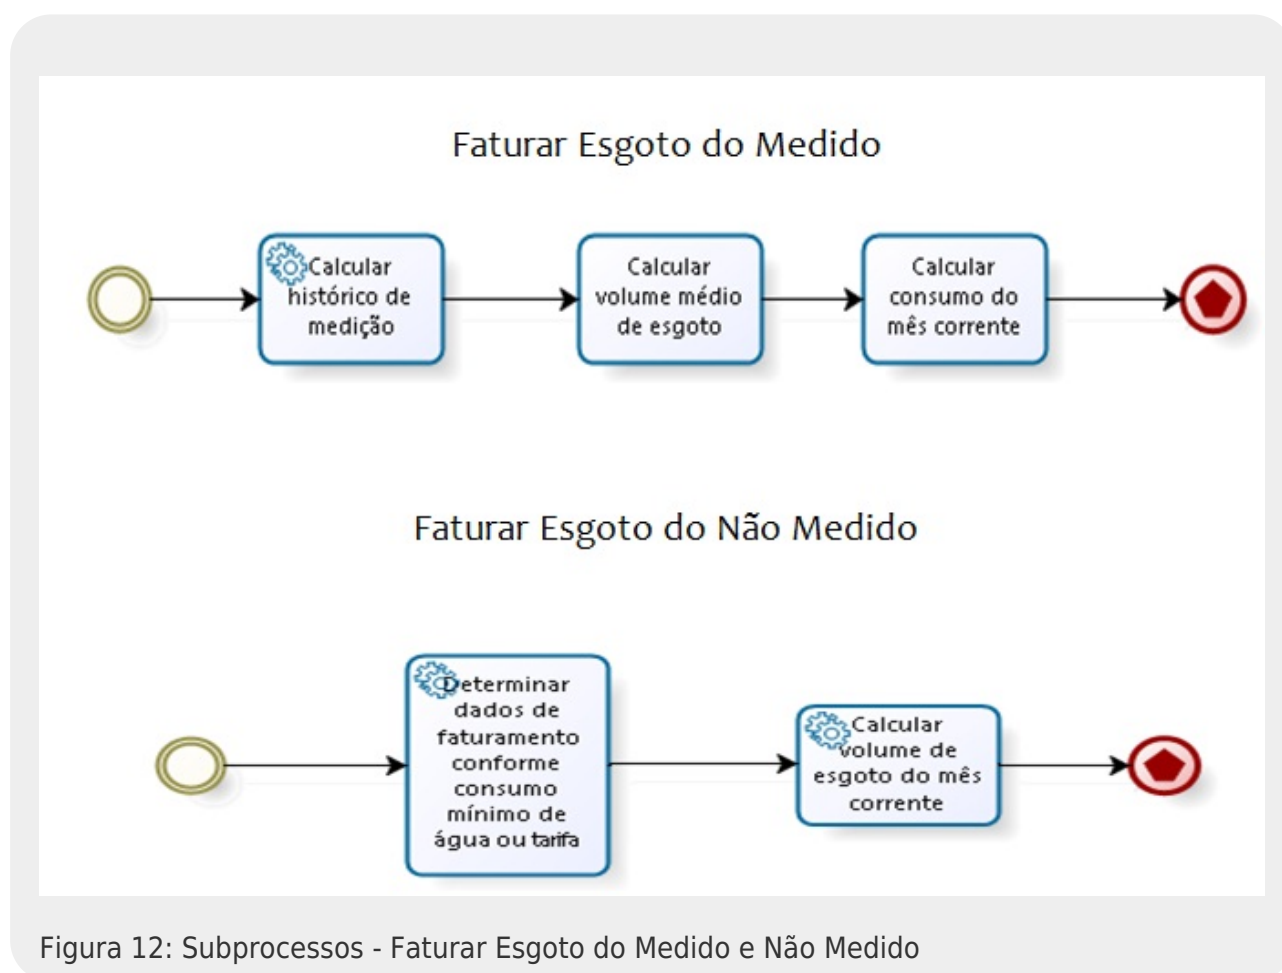 Faturar Esgoto do Medido
Calcular
histórico de
medição
Calcular
volume médio
de esgoto
Calcular
consumo do
mês corrente
Faturar Esgoto do Não Medido
Determinar
dados de
faturamento
conforme
consumo
mínimo de
água ou tarifa
Calcular
volume de
esgoto do mês
corrente
Figura 12: Subprocessos - Faturar Esgoto do Medido e Não Medido